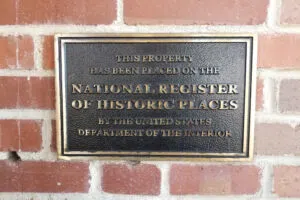 THIS PROPERTY
HAS BEEN PLACED ON THE
NATIONAL REGISTER
OF HISTORIC PLACES
BY THE UNITED STATES
DEPARTMENT OF THE INTERIOR